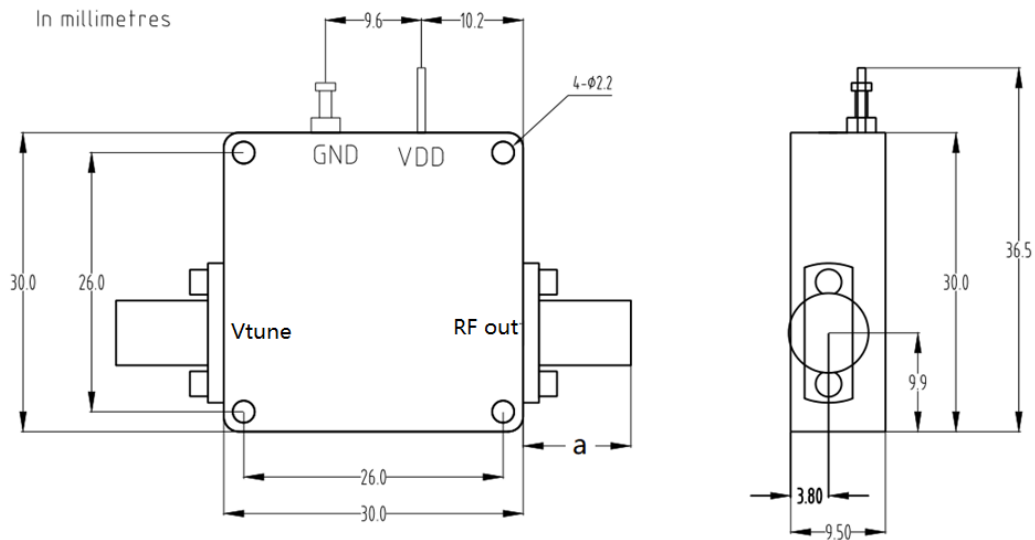 In millimetres
9.6
10.2
4-ϕ2.2
GND
VDD
30.0
26.0
Vtune
RF out
a
26.0
30.0
36.5
30.0
9.9
3.80
9.50